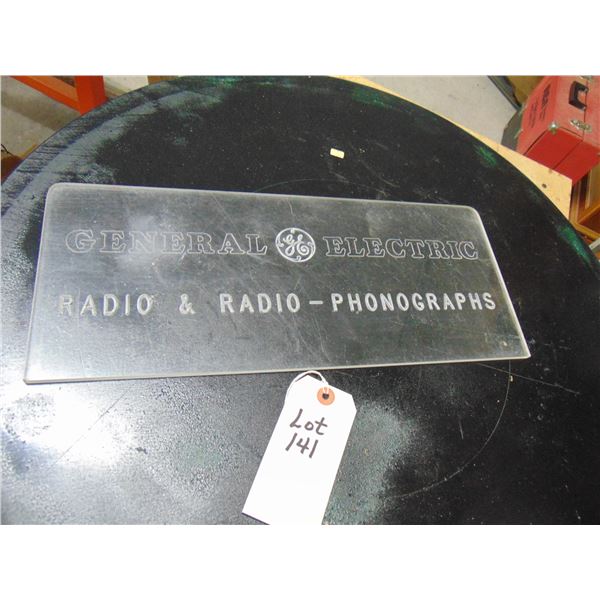 GENERAL GE ELECTRIC
RADIO & RADIO - PHONOGRAPHS
Lot
141